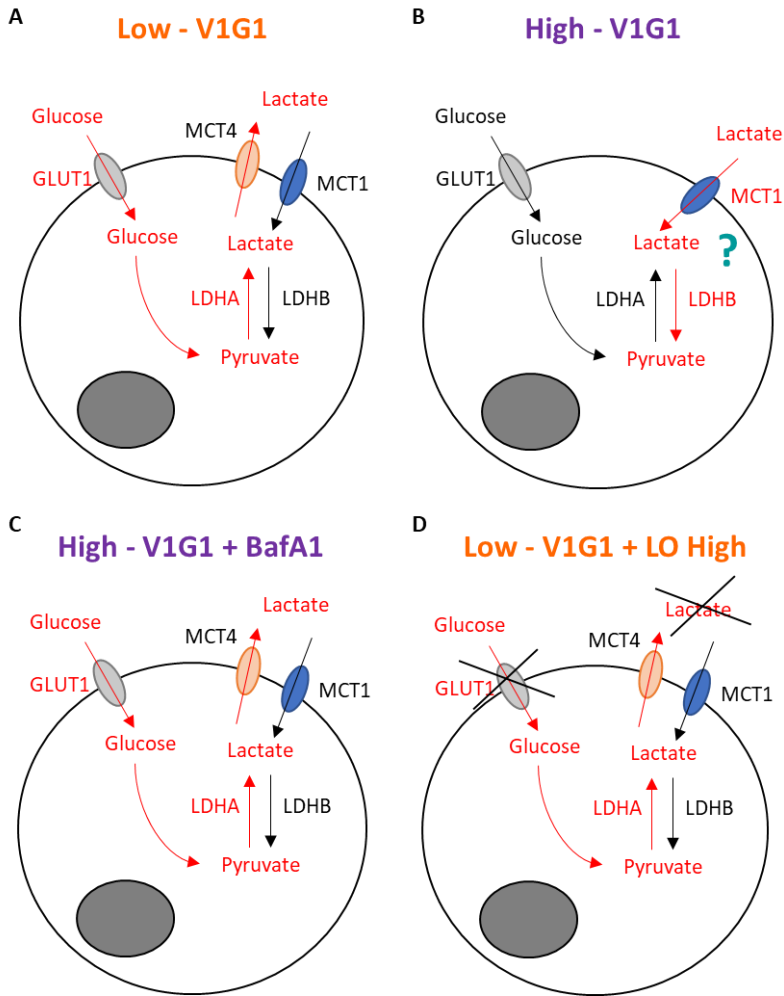 A
Low - V1G1
Glucose
MCT4
Lactate
GLUT1
MCT1
Glucose
Lactate
LDHA
LDHB
Pyruvate
B
High - V1G1
Glucose
Lactate
GLUT1
MCT1
Glucose
Lactate
?
LDHA
LDHB
Pyruvate
C
High - V1G1 + BafA1
Glucose
MCT4
Lactate
GLUT1
MCT1
Glucose
Lactate
LDHA
LDHB
Pyruvate
D
Low - V1G1 + LO High
Glucose
MCT4
Lactate
GLUT1
MCT1
Glucose
Lactate
LDHA
LDHB
Pyruvate